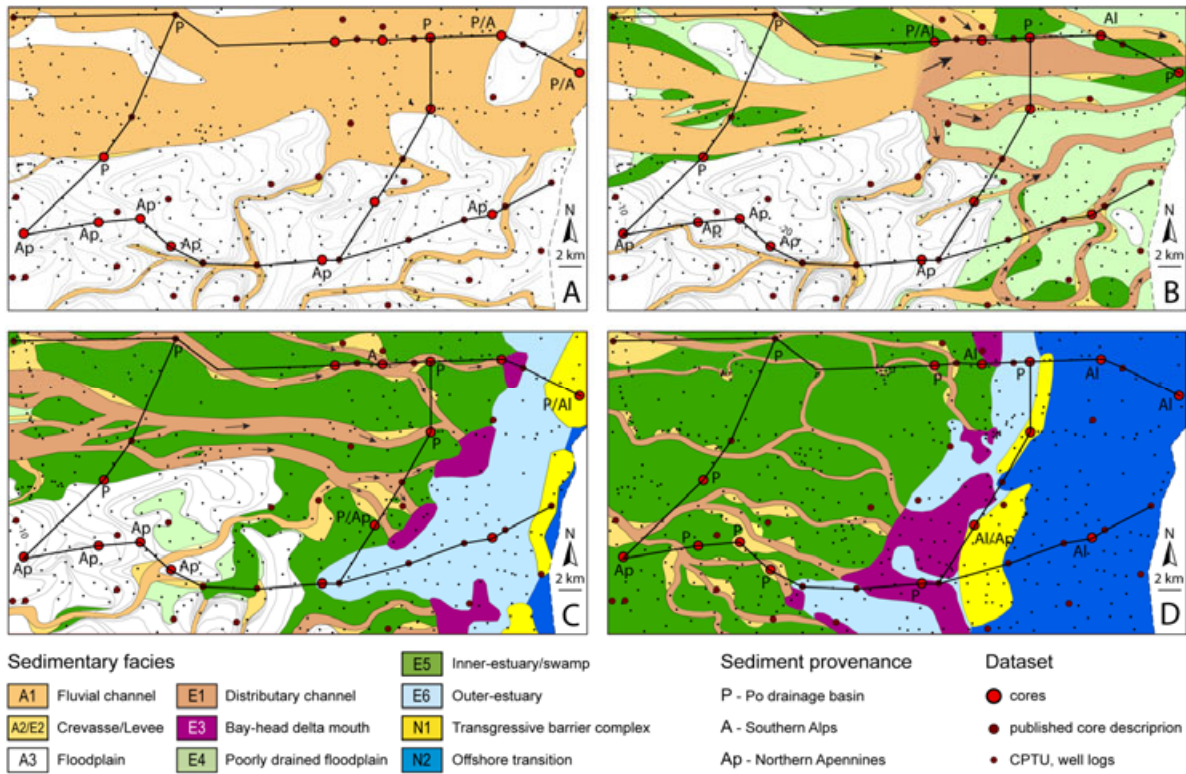 P
P/A
P
P/A
P
Ap
Ap
Ap
Ap
Ap
Ap
N
2 km
A
P
P/Al
P
Al
P
P
P
-10
Ap
Ap
Ap
-20
Ap
Ap
N
2 km
B
P
A
P
P/Al
P
P
P/Ap
Ap
Ap
Ap
Ap
N
2 km
C
P
Al
P
P
Al
Al
P
Al/Ap
Al
Ap
P
P
P
P
N
2 km
D
Sedimentary facies
A1 Fluvial channel
A2/E2 Crevasse/Levee
A3 Floodplain
E1 Distributary channel
E3 Bay-head delta mouth
E4 Poorly drained floodplain
E5 Inner-estuary/swamp
E6 Outer-estuary
N1 Transgressive barrier complex
N2 Offshore transition
Sediment provenance
P - Po drainage basin
A - Southern Alps
Ap - Northern Apennines
Dataset
cores
published core descriprion
CPTU, well logs